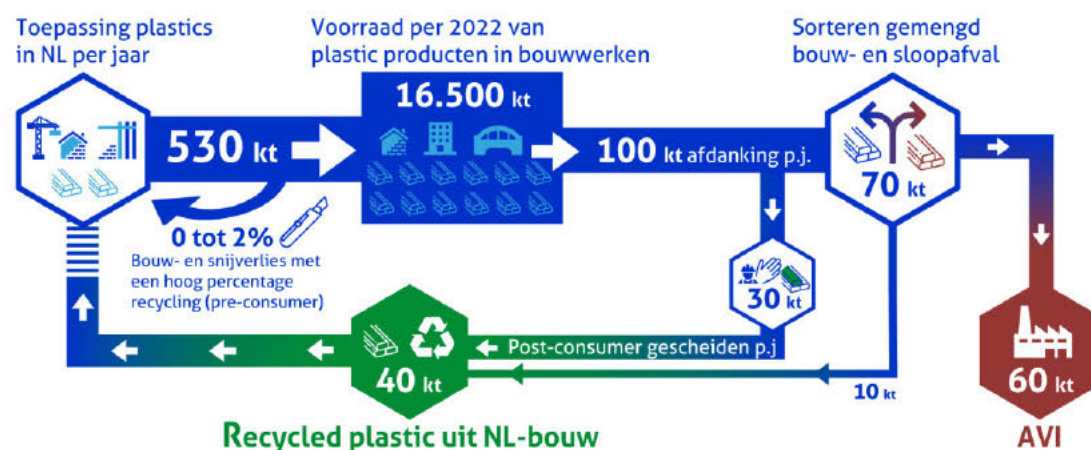 Toepassing plastics
in NL per jaar
Voorraad per 2022 van
plastic producten in bouwwerken
Sorteren gemengd
bouw- en sloopafval
530 kt
16.500 kt
100 kt afdanking p.j.
70 kt
0 tot 2%
Bouw- en snijverlies met
een hoog percentage
recycling (pre-consumer)
30 kt
Post-consumer gescheiden p.j
40 kt
10 kt
60 kt
Recycled plastic uit NL-bouw
AVI